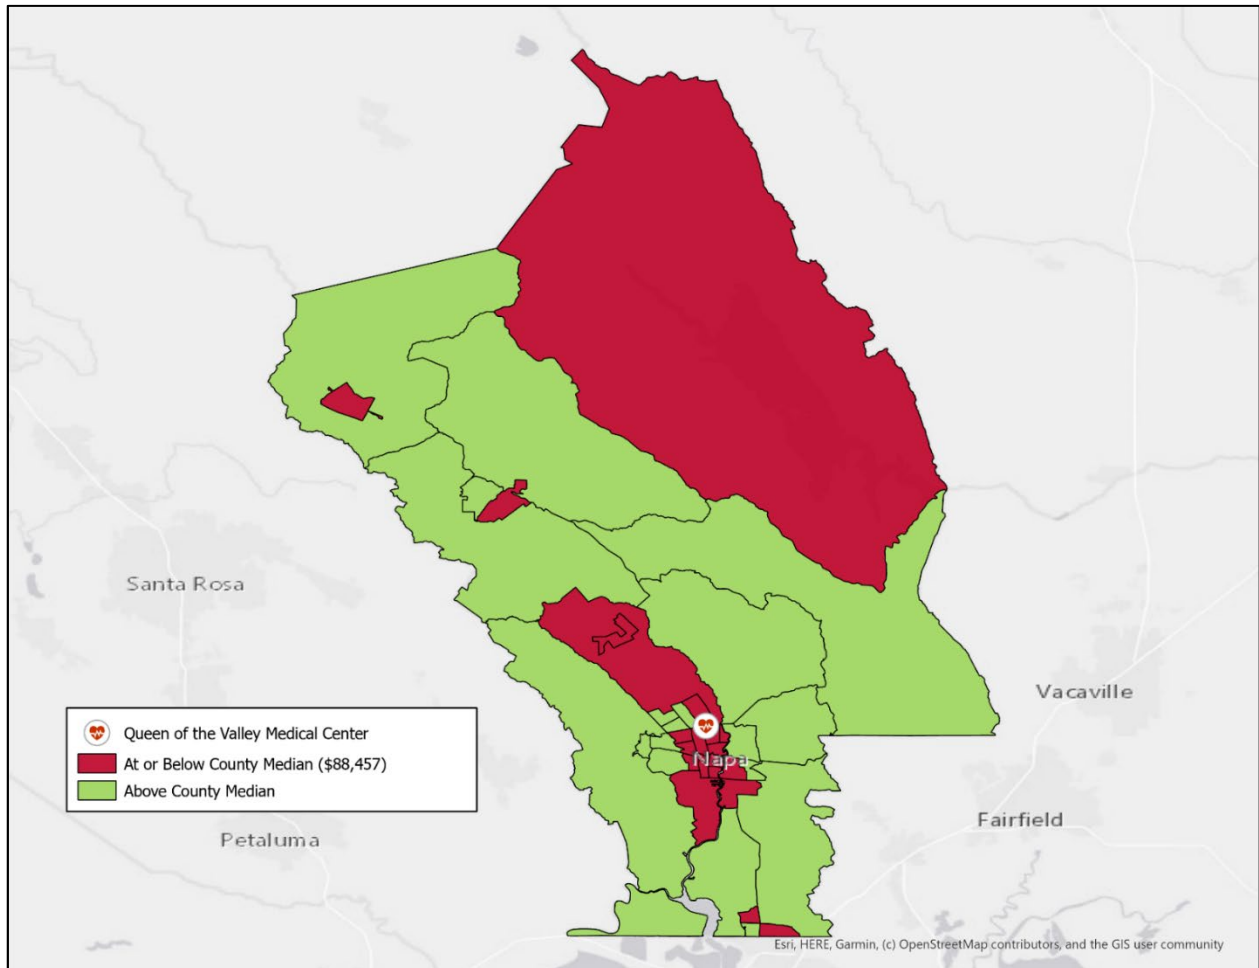 Santa Rosa
Vacaville
Queen of the Valley Medical Center
At or Below County Median ($88,457)
Above County Median
Napa
Fairfield
Petaluma
Esri, HERE, Garmin, (c) OpenStreetMap contributors, and the GIS user community